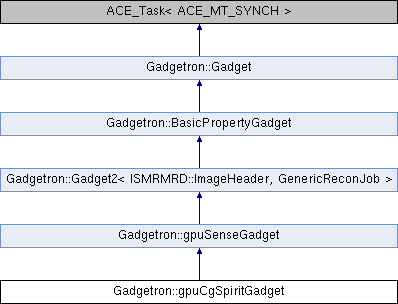 ACE_Task< ACE_MT_SYNCH >
Gadgetron::Gadget
Gadgetron::BasicPropertyGadget
Gadgetron::Gadget2< ISMRMRD::ImageHeader, GenericReconJob >
Gadgetron::gpuSenseGadget
Gadgetron::gpuCgSpiritGadget